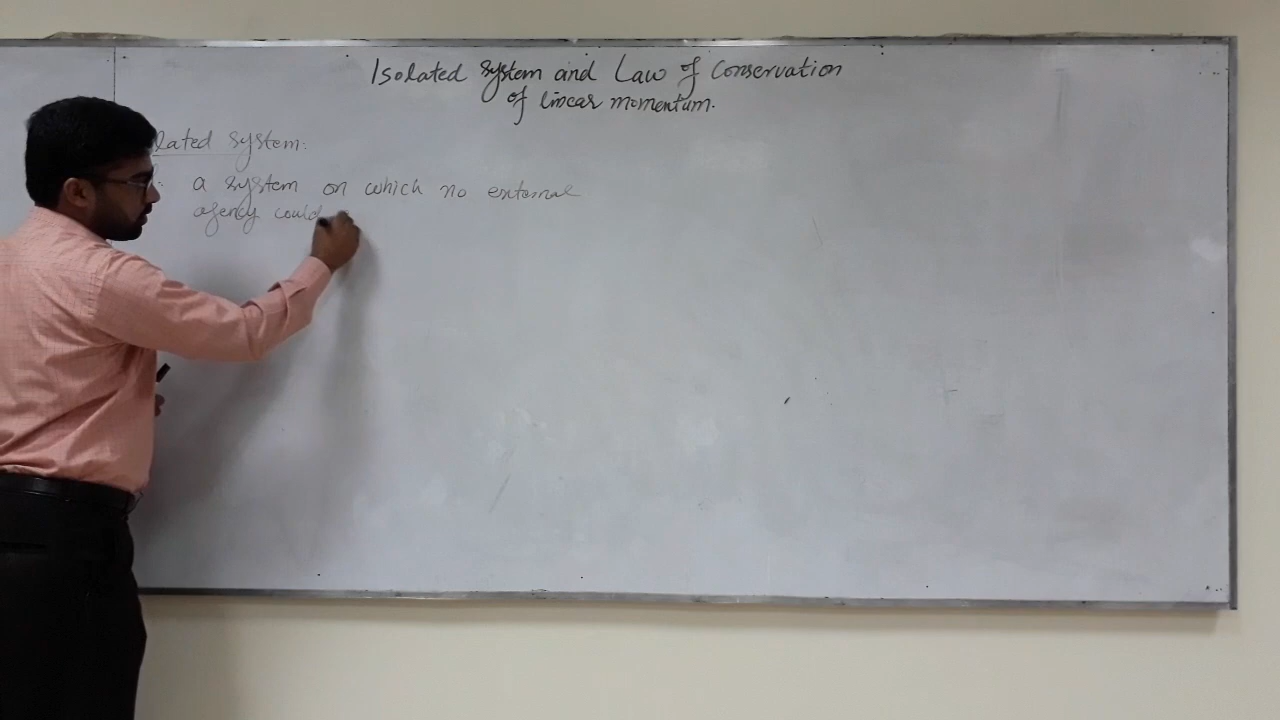 Isolated System and Law of Conservation
of linear momentum.
lated System:
a system on which no external
agency could